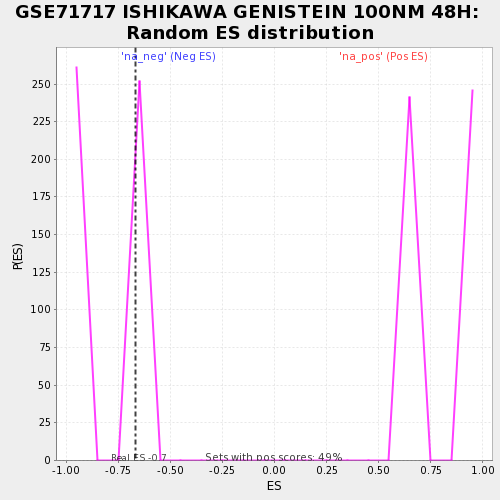 GSE71717 ISHIKAWA GENISTEIN 100NM 48H:
Random ES distribution
'na_neg' (Neg ES)
'na_pos' (Pos ES)
250
225
200
175
150
125
100
75
50
25
0
P(ES)
Real ES -0.7
Sets with pos scores: 49%
-1.00 -0.75 -0.50 -0.25 0.00 0.25 0.50 0.75 1.00
ES